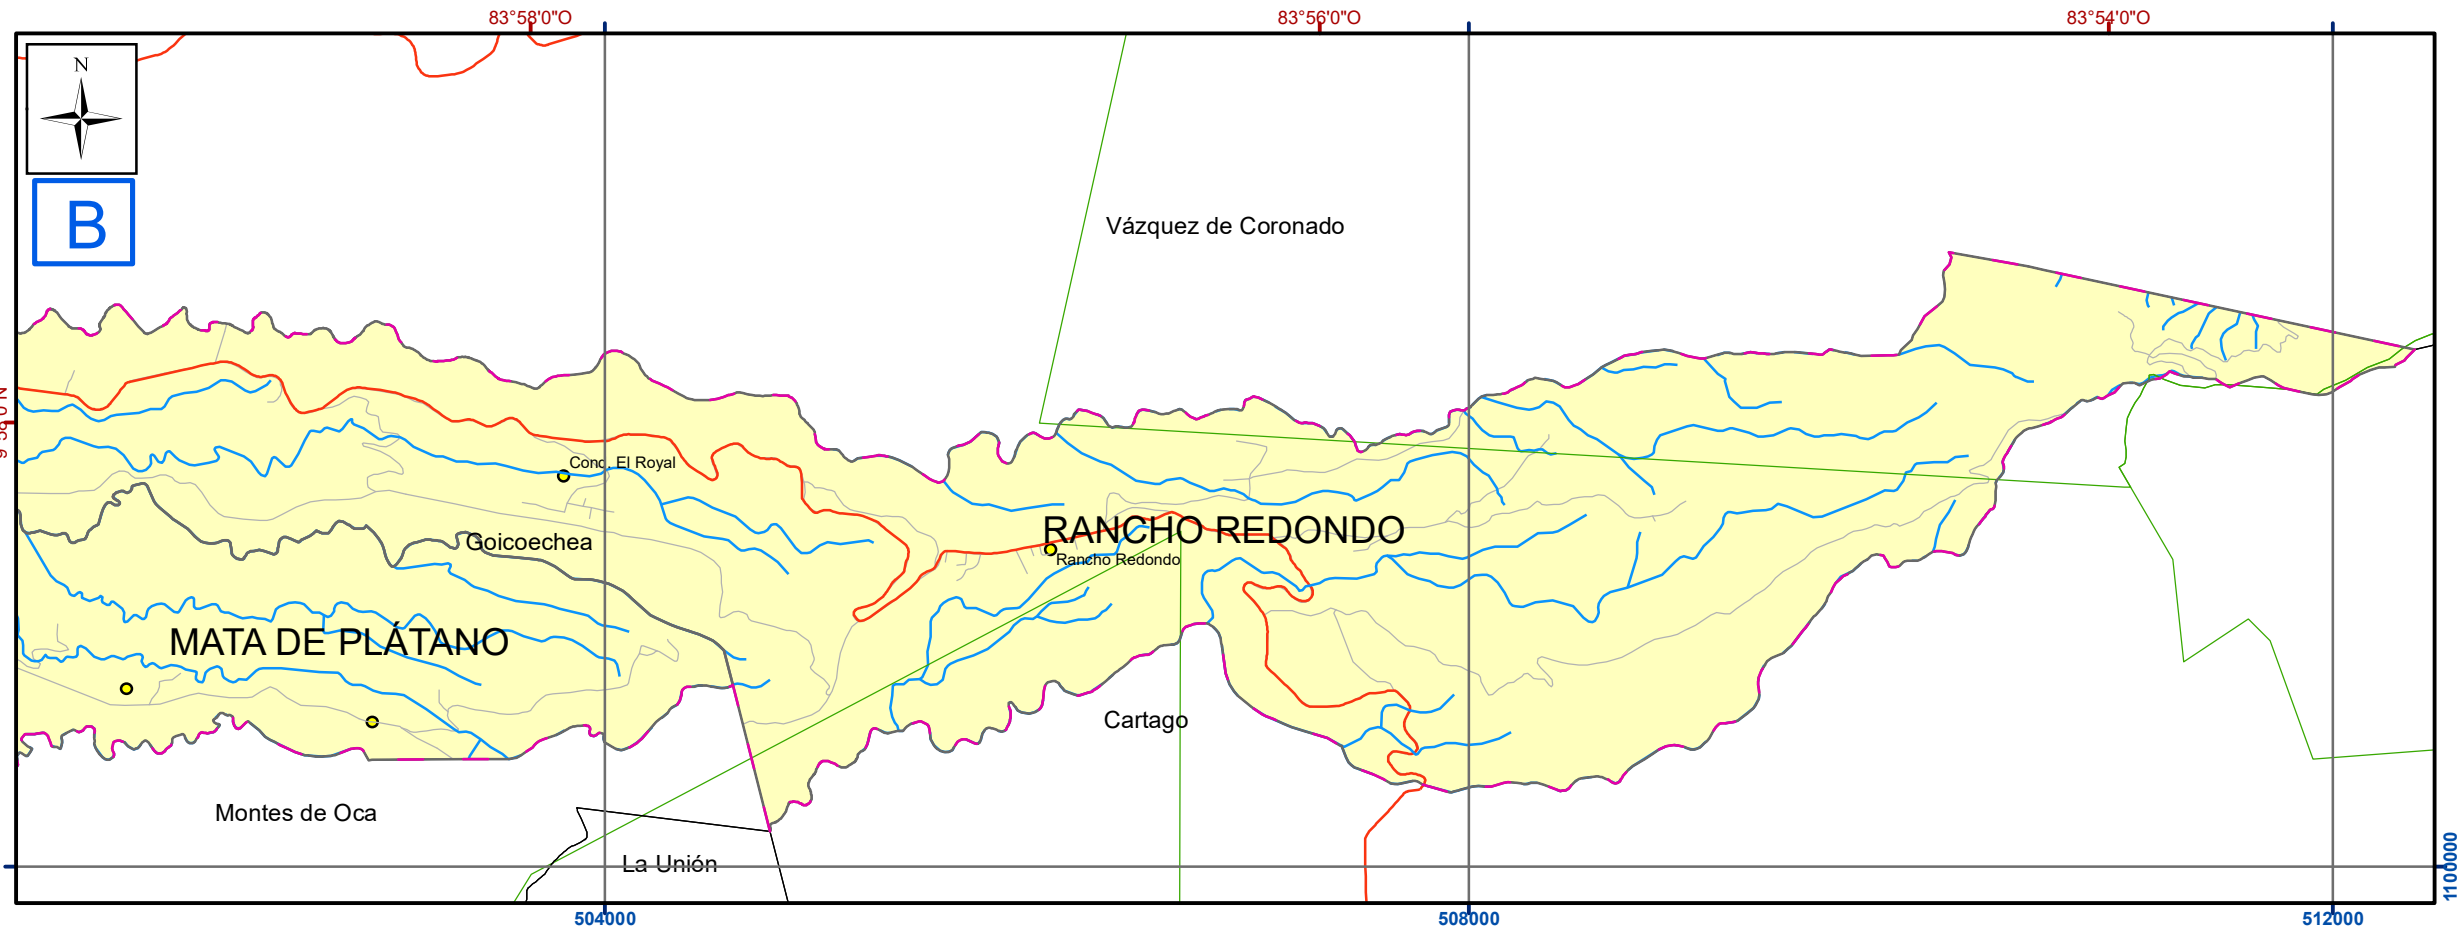 83°58'0"O
83°56'0"O
83°54'0"O
N
B
Vázquez de Coronado
Cond. El Royal
RANCHO REDONDO
Goicoechea
Rancho Redondo
MATA DE PLÁTANO
Cartago
Montes de Oca
La Unión
1100000
504000
508000
512000